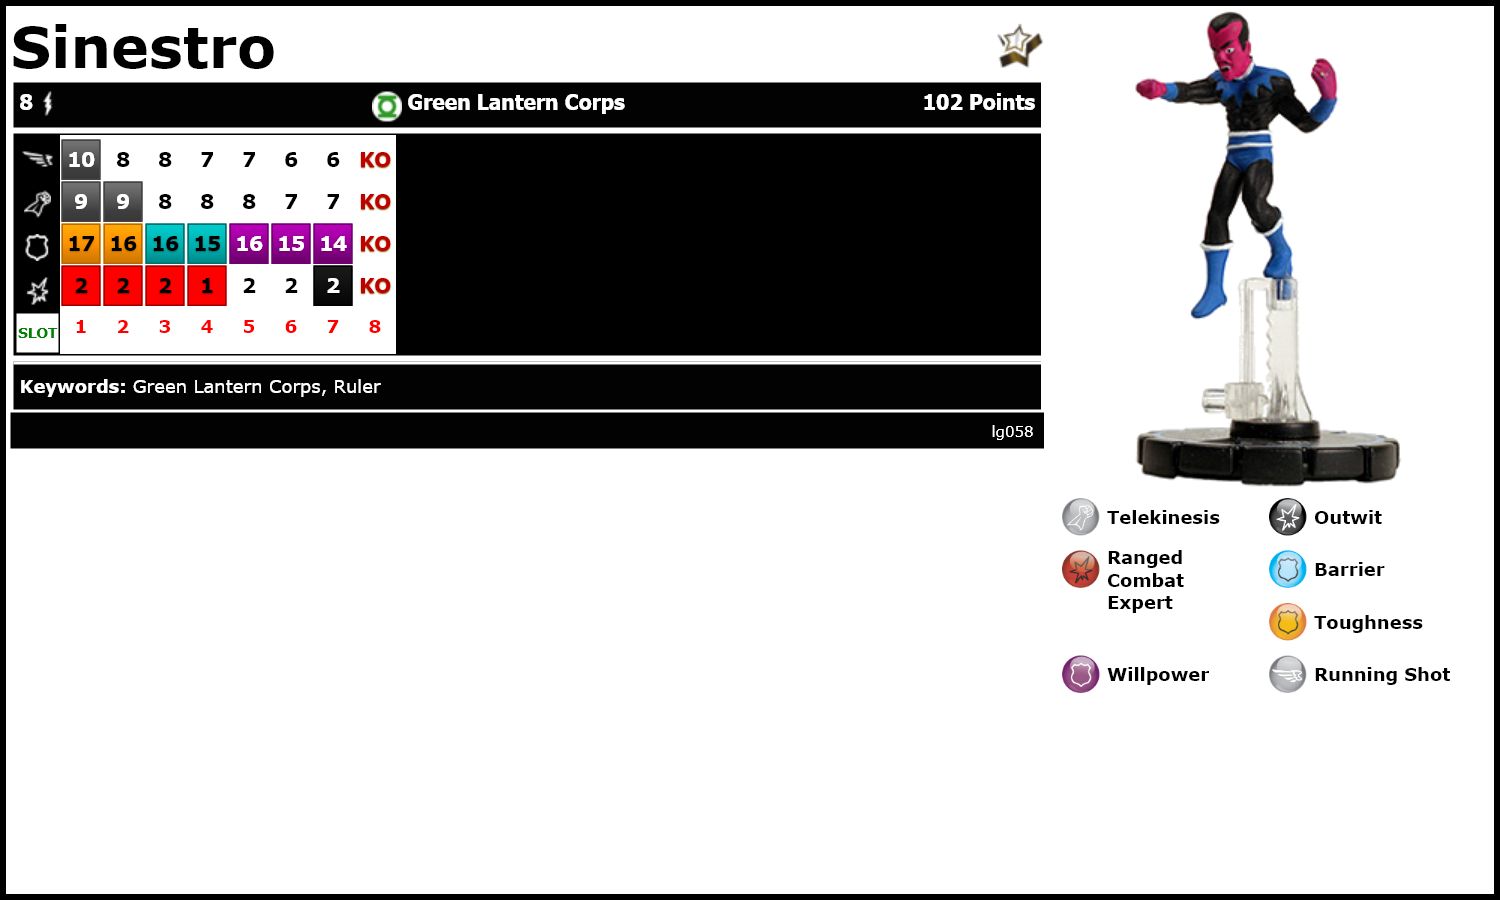 Sinestro
8 Green Lantern Corps 102 Points
10 8 8 7 7 6 6 KO
9 9 8 8 8 7 7 KO
17 16 16 15 16 15 14 KO
2 2 2 1 2 2 2 KO
SLOT 1 2 3 4 5 6 7 8
Keywords: Green Lantern Corps, Ruler
lg058
Telekinesis Outwit
Ranged
Combat
Expert
Barrier
Toughness
Willpower Running Shot